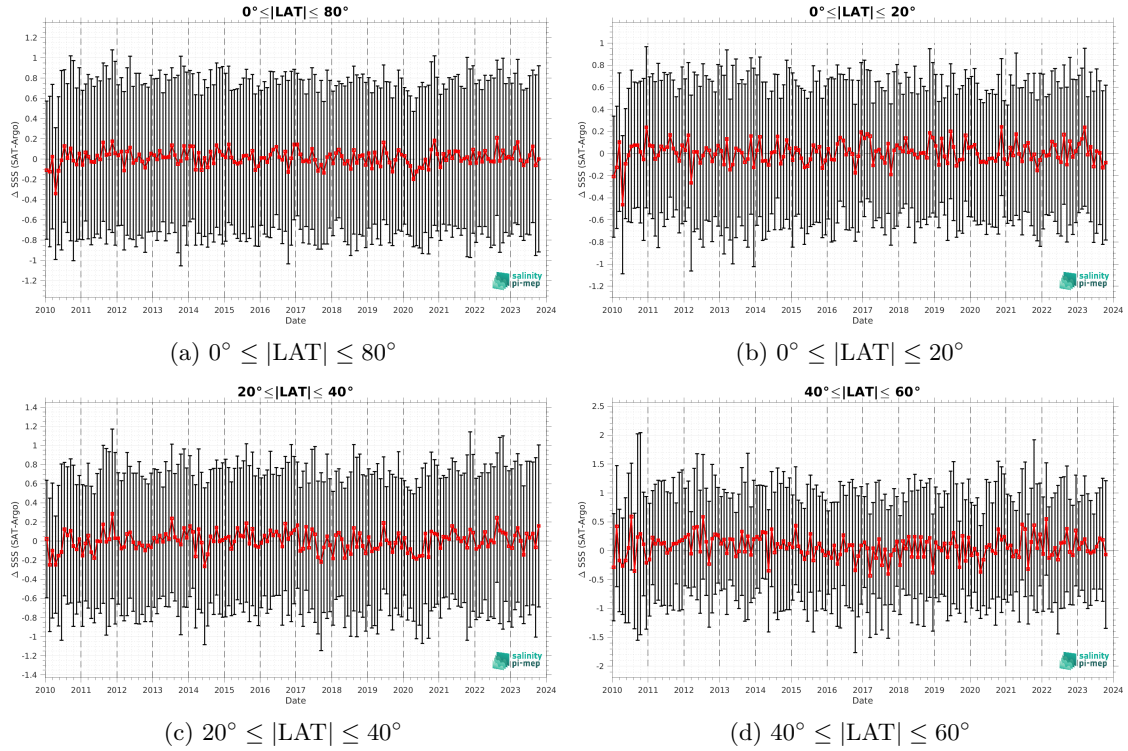 0°≤|LAT|≤ 80°
Δ SSS (SAT-Argo)
1.2
1
0.8
0.6
0.4
0.2
0
-0.2
-0.4
-0.6
-0.8
-1
-1.2
2010 2011 2012 2013 2014 2015 2016 2017 2018 2019 2020 2021 2022 2023 2024
Date
salinity
pi-mep
(a) 0° ≤ |LAT| ≤ 80°
0°≤|LAT|≤ 20°
Δ SSS (SAT-Argo)
1
0.8
0.6
0.4
0.2
0
-0.2
-0.4
-0.6
-0.8
-1
-1.2
2010 2011 2012 2013 2014 2015 2016 2017 2018 2019 2020 2021 2022 2023 2024
Date
salinity
pi-mep
(b) 0° ≤ |LAT| ≤ 20°
20°≤|LAT|≤ 40°
Δ SSS (SAT-Argo)
1.4
1.2
1
0.8
0.6
0.4
0.2
0
-0.2
-0.4
-0.6
-0.8
-1
-1.2
-1.4
2010 2011 2012 2013 2014 2015 2016 2017 2018 2019 2020 2021 2022 2023 2024
Date
salinity
pi-mep
(c) 20° ≤ |LAT| ≤ 40°
40°≤|LAT|≤ 60°
Δ SSS (SAT-Argo)
2.5
2
1.5
1
0.5
0
-0.5
-1
-1.5
-2
2010 2011 2012 2013 2014 2015 2016 2017 2018 2019 2020 2021 2022 2023 2024
Date
salinity
pi-mep
(d) 40° ≤ |LAT| ≤ 60°